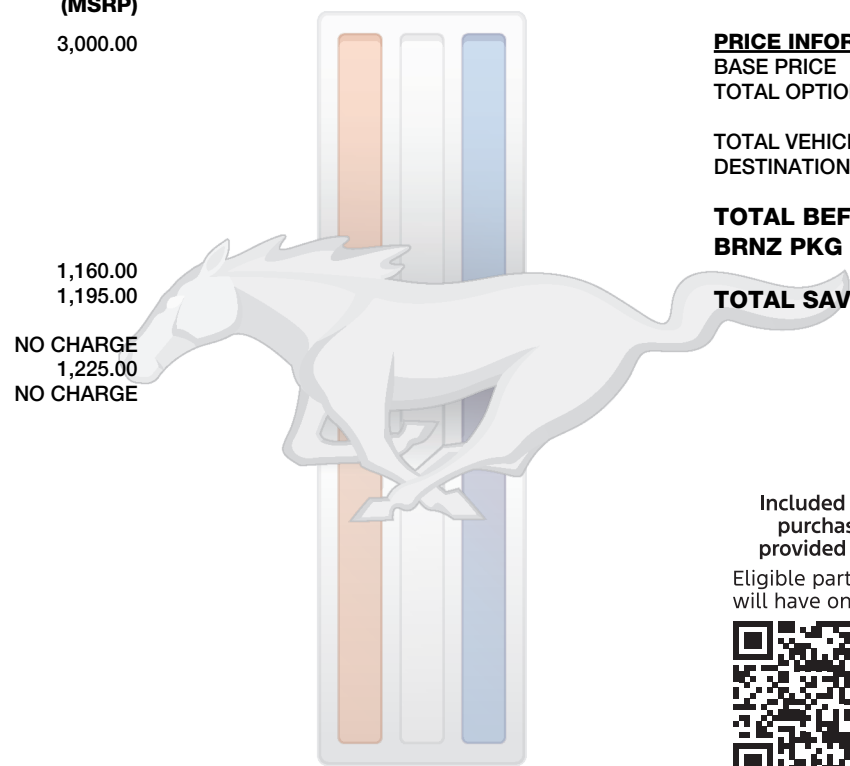 (MSRP)
3,000.00
1,160.00
1,195.00
NO CHARGE
1,225.00
NO CHARGE
PRICE INFOR
BASE PRICE
TOTAL OPTION
TOTAL VEHICL
DESTINATION
TOTAL BEF
BRNZ PKG
TOTAL SAV
Included
purchas
provided
Eligible part
will have on